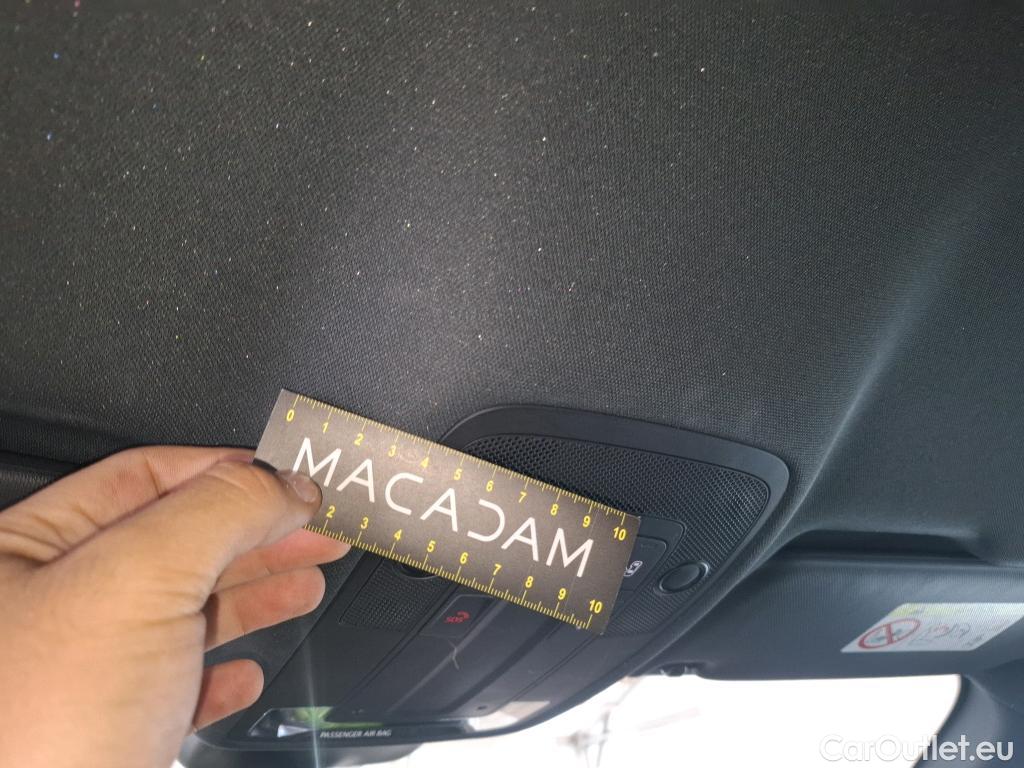 0 1 2 3 4 5 6 7 8 9 10
MACADAM
2 3 4 5 6 7 8 9 10
SOS
PASSENGER AIR BAG
CarOutlet.eu